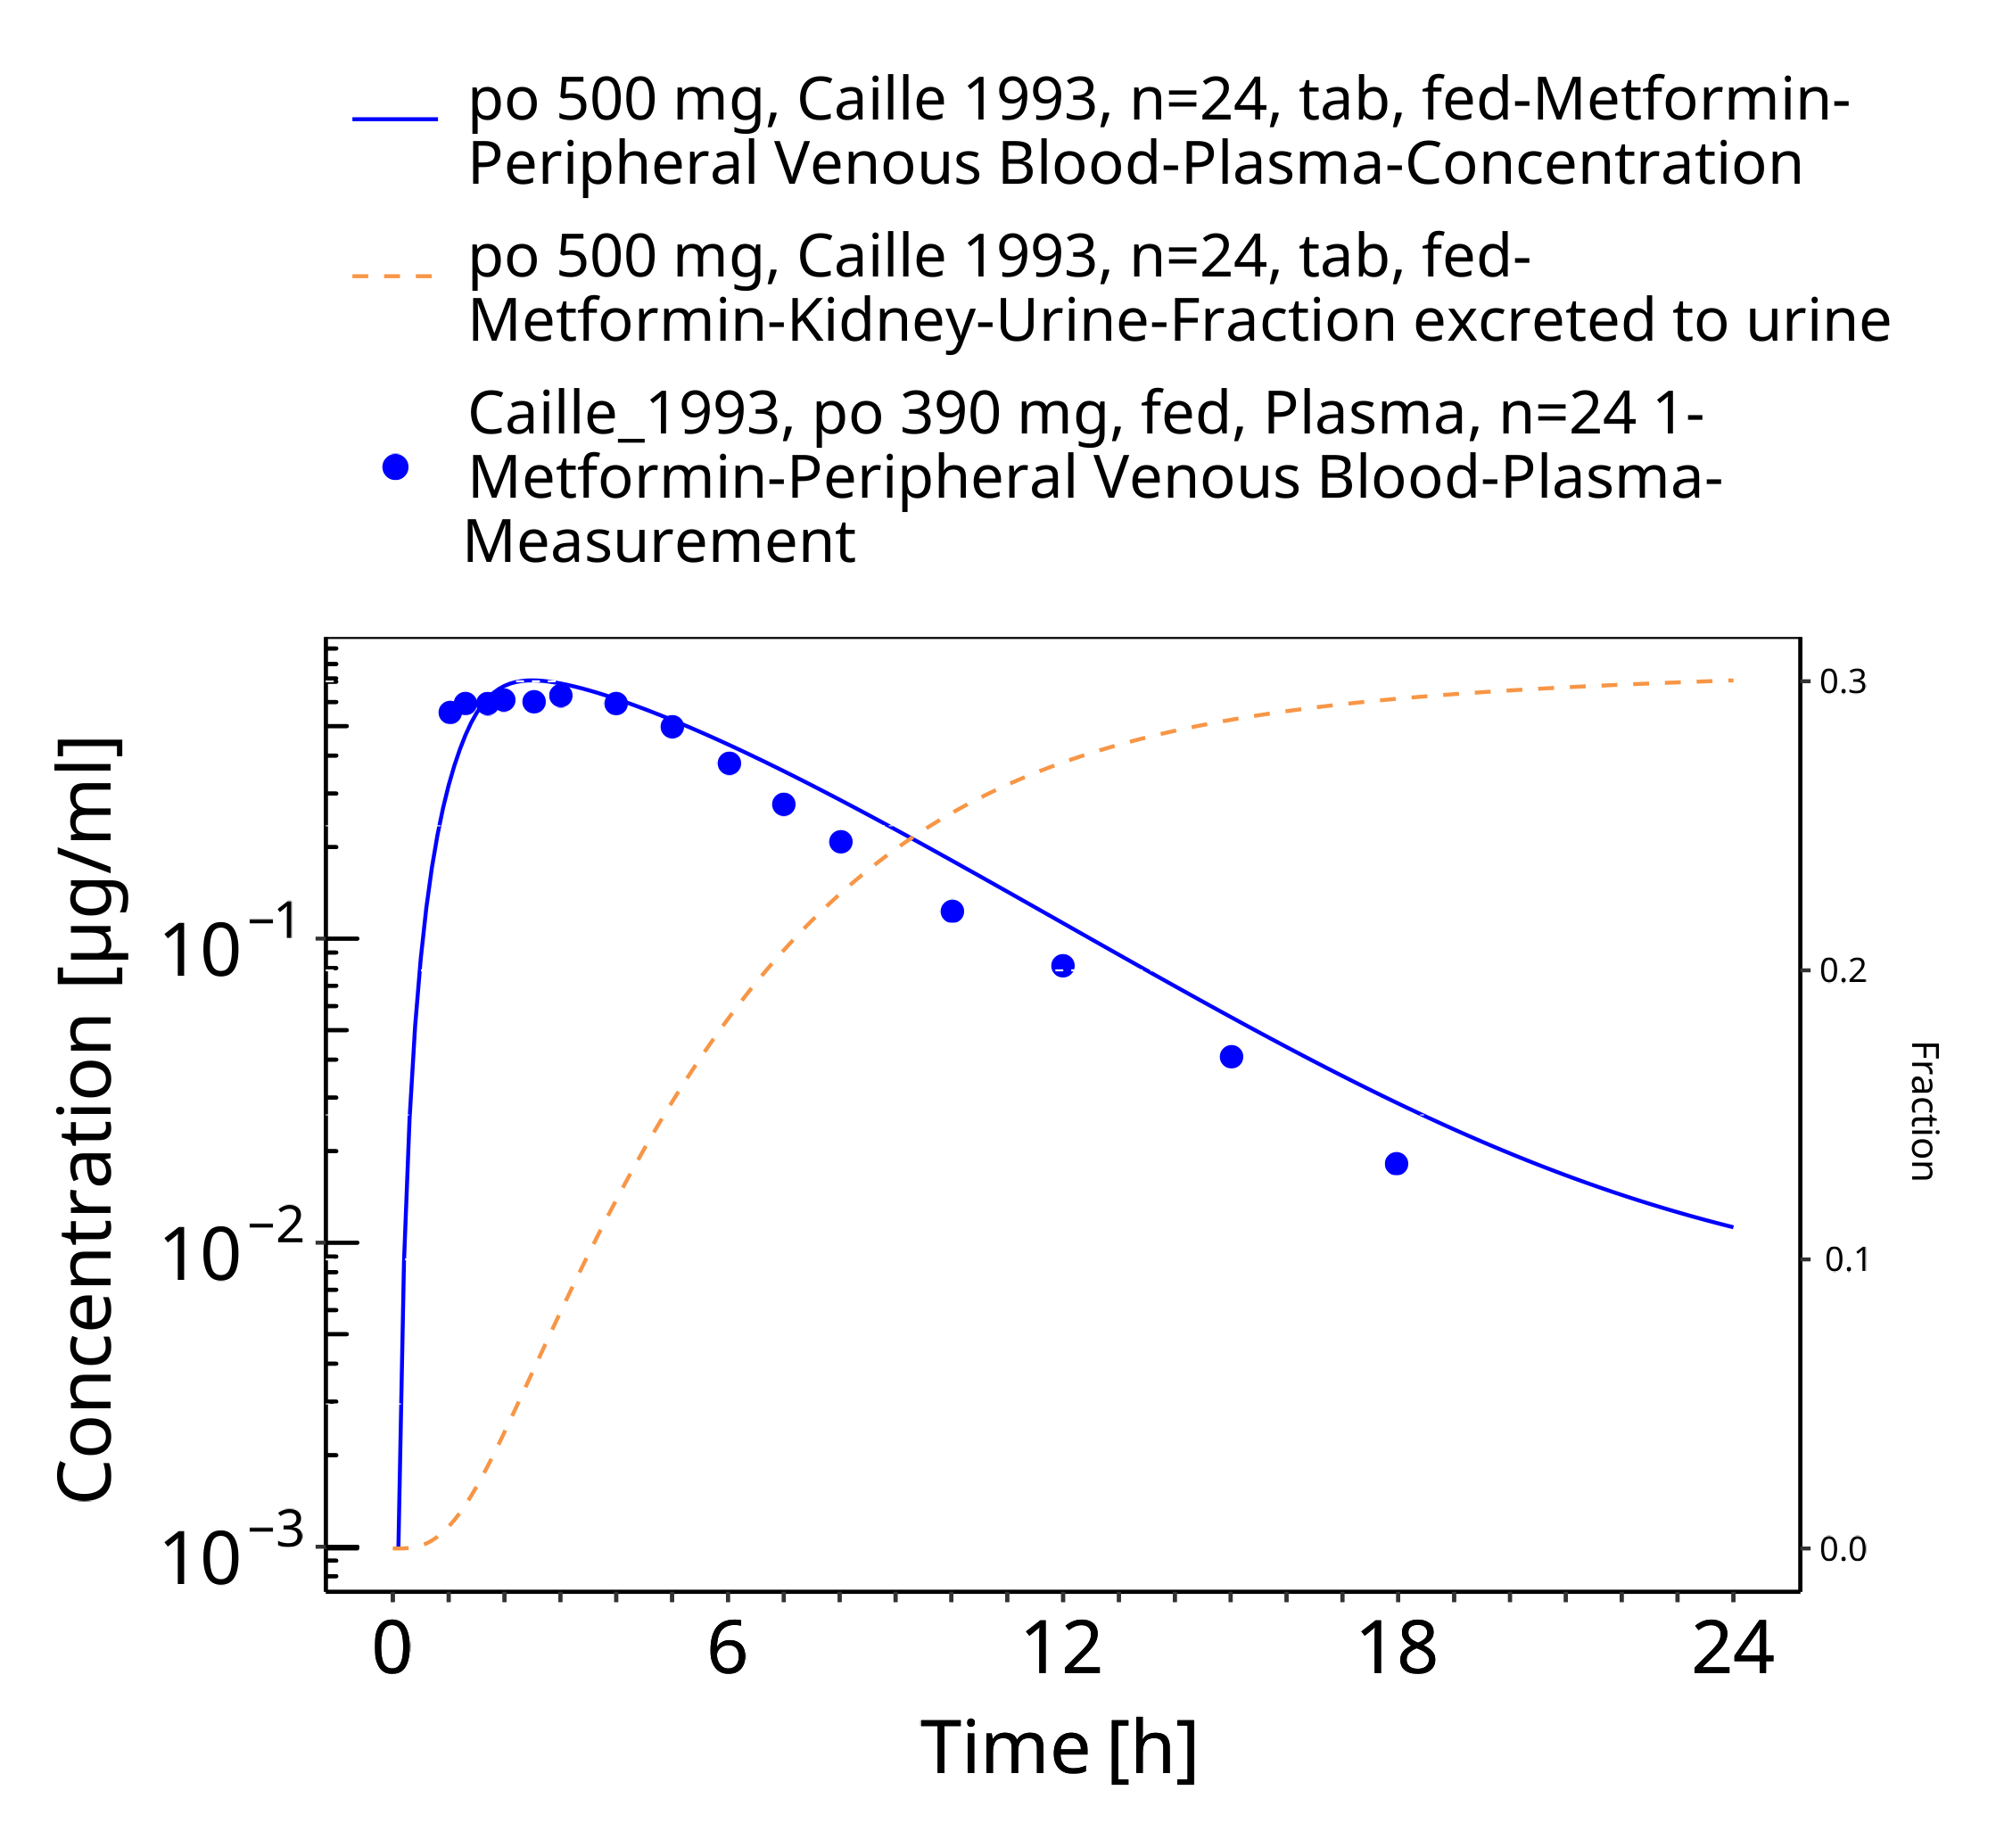 po 500 mg, Caille 1993, n=24, tab, fed-Metformin-
Peripheral Venous Blood-Plasma-Concentration
po 500 mg, Caille 1993, n=24, tab, fed-
Metformin-Kidney-Urine-Fraction excreted to urine
Caille_1993, po 390 mg, fed, Plasma, n=24 1-
Metformin-Peripheral Venous Blood-Plasma-
Measurement
Concentration [µg/ml]
10⁻¹
10⁻²
10⁻³
0.3
0.2
0.1
0.0
Fraction
0 6 12 18 24
Time [h]